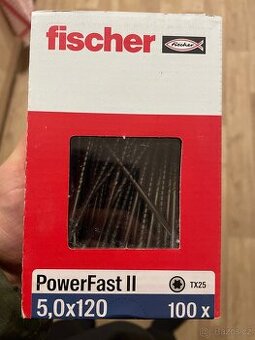 fischer
fischer
PowerFast II
TX25
5,0x120
100 x